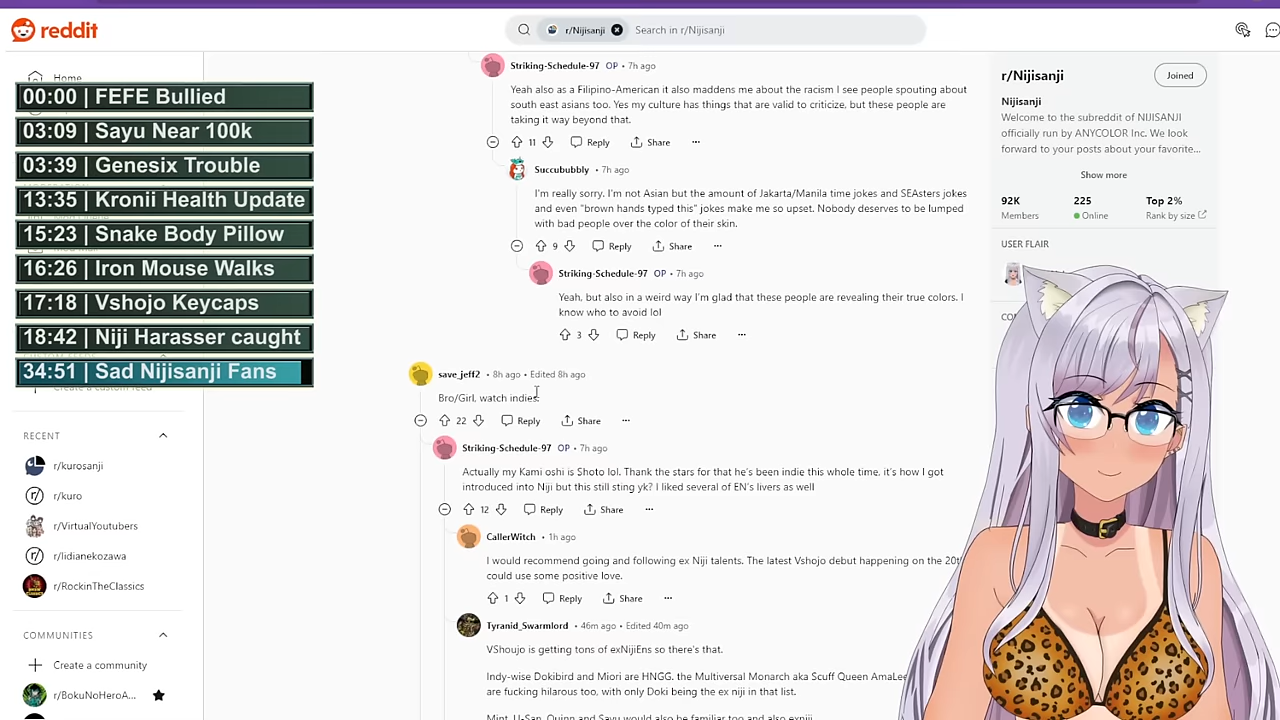 reddit
r/Nijisanji
Search in r/Nijisanji
Home
00:00 | FEFE Bullied
03:09 | Sayu Near 100k
03:39 | Genesix Trouble
13:35 | Kronii Health Update
15:23 | Snake Body Pillow
16:26 | Iron Mouse Walks
17:18 | Vshojo Keycaps
18:42 | Niji Harasser caught
34:51 | Sad Nijisanji Fans
Create a custom feed
RECENT
r/kurosanji
r/kuro
r/VirtualYoutubers
r/lidianekozawa
r/RockinTheClassics
COMMUNITIES
Create a community
r/BokuNoHeroA...
Striking-Schedule-97 OP • 7h ago
Yeah also as a Filipino-American it also maddens me about the racism I see people spouting about
south east asians too. Yes my culture has things that are valid to criticize, but these people are
taking it way beyond that.
11 Reply Share ...
Succububbly • 7h ago
I'm really sorry. I'm not Asian but the amount of Jakarta/Manila time jokes and SEAsters jokes
and even "brown hands typed this" jokes make me so upset. Nobody deserves to be lumped
with bad people over the color of their skin.
9 Reply Share ...
Striking-Schedule-97 OP • 7h ago
Yeah, but also in a weird way I'm glad that these people are revealing their true colors. I
know who to avoid lol
3 Reply Share ...
save_jeff2 • 8h ago • Edited 8h ago
Bro/Girl, watch indies.
22 Reply Share ...
Striking-Schedule-97 OP • 7h ago
Actually my Kami oshi is Shoto lol. Thank the stars for that he's been indie this whole time, it's how I got
introduced into Niji but this still sting yk? I liked several of EN's livers as well
12 Reply Share ...
CallerWitch • 1h ago
I would recommend going and following ex Niji talents. The latest Vshojo debut happening on the 20th
could use some positive love.
1 Reply Share ...
Tyranid_Swarmlord • 46m ago • Edited 40m ago
VShoujo is getting tons of exNijiEns so there's that.
Indy-wise Dokibird and Miori are HNGG, the Multiversal Monarch aka Scuff Queen AmaLee
are fucking hilarous too, with only Doki being the ex niji in that list.
Mint, U-San, Quinn and Sayu would also be familiar too and also exniji
r/Nijisanji
Joined
Nijisanji
Welcome to the subreddit of NIJISANJI
officially run by ANYCOLOR Inc. We look
forward to your posts about your favorite...
Show more
92K 225 Top 2%
Members Online Rank by size
USER FLAIR